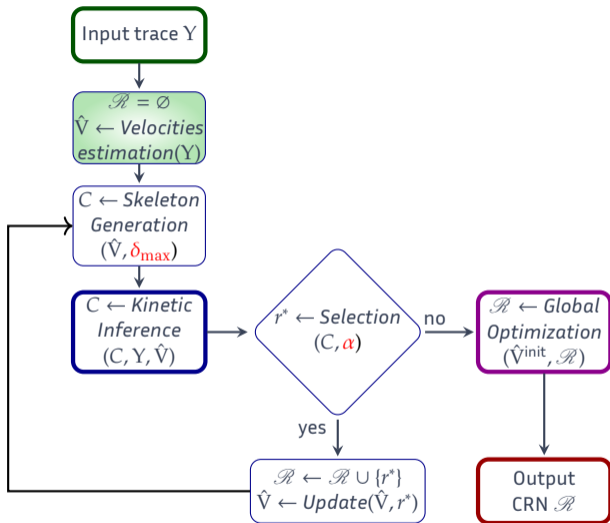 Input trace Y
ℛ = ∅
V̂ ← Velocities
estimation(Y)
C ← Skeleton
Generation
(V̂, δmax)
C ← Kinetic
Inference
(C, Y, V̂)
r* ← Selection
(C, α)
no
yes
ℛ ← Global
Optimization
(V̂init, ℛ)
ℛ ← ℛ ∪ {r*}
V̂ ← Update(V̂, r*)
Output
CRN ℛ